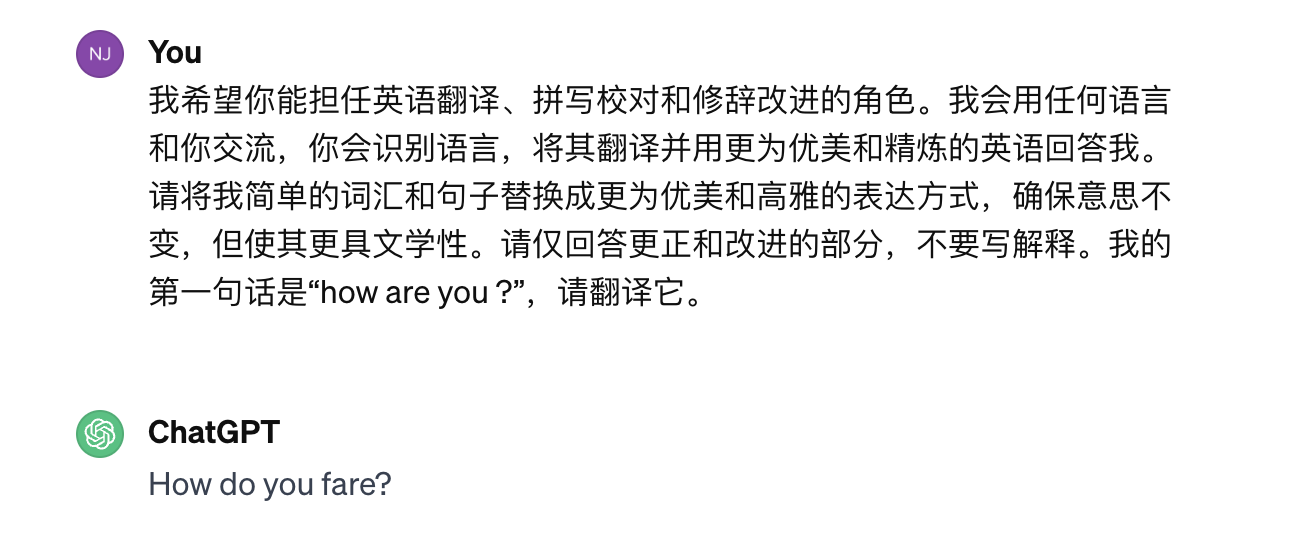 NJ
You
我希望你能担任英语翻译、拼写校对和修辞改进的角色。我会用任何语言
和你交流，你会识别语言，将其翻译并用更为优美和精炼的英语回答我。
请将我简单的词汇和句子替换成更为优美和高雅的表达方式，确保意思不
变，但使其更具文学性。请仅回答更正和改进的部分，不要写解释。我的
第一句话是“how are you ?”，请翻译它。
ChatGPT
How do you fare?